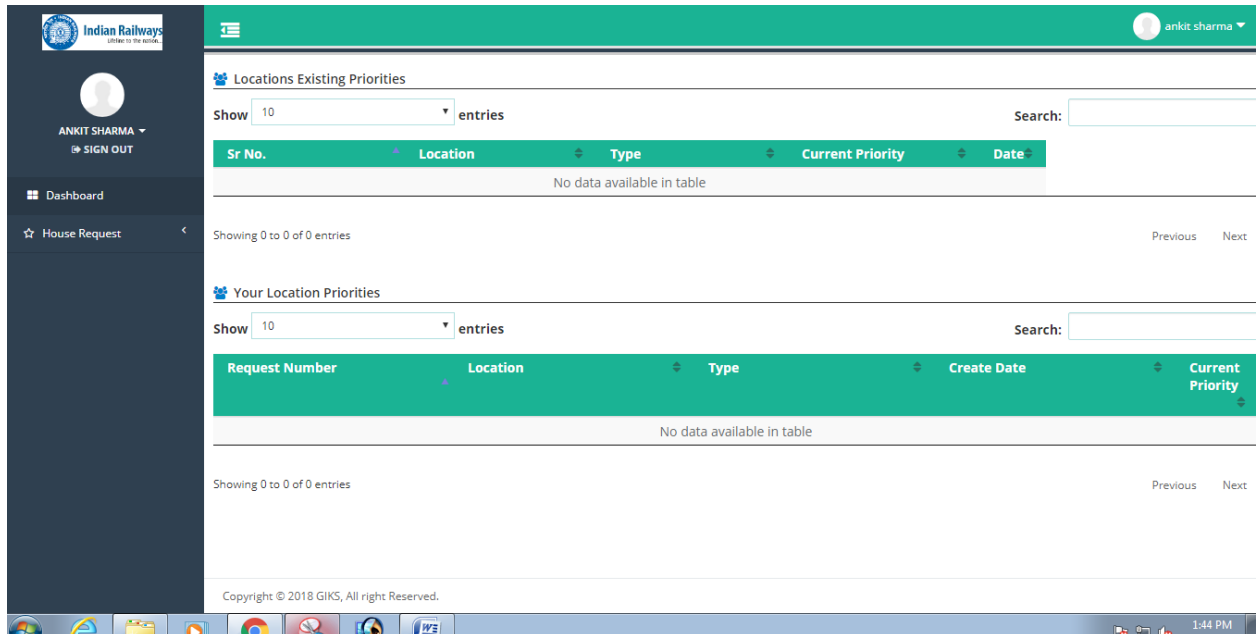 Indian Railways
Lifeline to the nation...
ankit sharma
ANKIT SHARMA
SIGN OUT
Dashboard
House Request
Locations Existing Priorities
Show 10 entries Search:
Sr No. Location Type Current Priority Date
No data available in table
Showing 0 to 0 of 0 entries Previous Next
Your Location Priorities
Show 10 entries Search:
Request Number Location Type Create Date Current Priority
No data available in table
Showing 0 to 0 of 0 entries Previous Next
Copyright © 2018 GIKS, All right Reserved.
1:44 PM